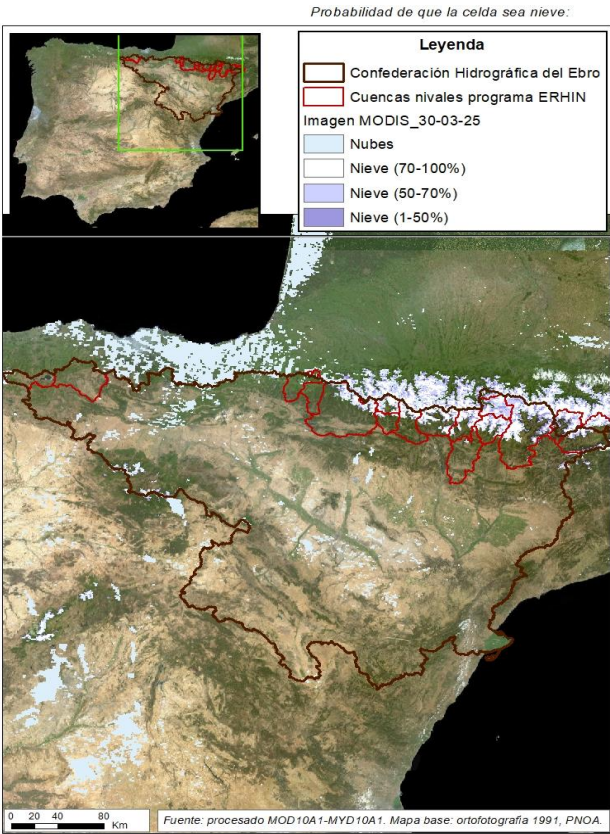 Probabilidad de que la celda sea nieve:
Leyenda
Confederación Hidrográfica del Ebro
Cuencas nivales programa ERHIN
Imagen MODIS_30-03-25
Nubes
Nieve (70-100%)
Nieve (50-70%)
Nieve (1-50%)
0 20 40 60 80
Km
Fuente: procesado MOD10A1-MYD10A1. Mapa base: ortofotografía 1991, PNOA.